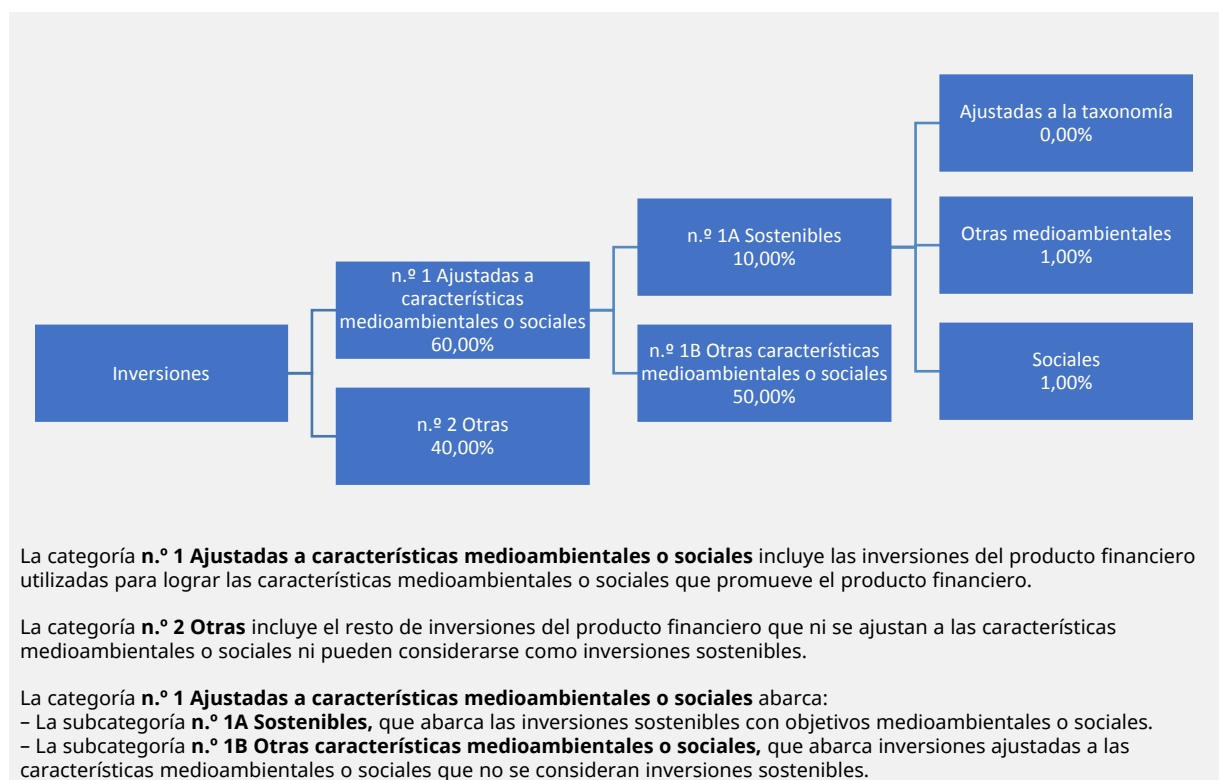 Inversiones
n.º 1 Ajustadas a
características
medioambientales o sociales
60,00%
n.º 2 Otras
40,00%
n.º 1A Sostenibles
10,00%
n.º 1B Otras características
medioambientales o sociales
50,00%
Ajustadas a la taxonomía
0,00%
Otras medioambientales
1,00%
Sociales
1,00%
La categoría n.º 1 Ajustadas a características medioambientales o sociales incluye las inversiones del producto financiero
utilizadas para lograr las características medioambientales o sociales que promueve el producto financiero.
La categoría n.º 2 Otras incluye el resto de inversiones del producto financiero que ni se ajustan a las características
medioambientales o sociales ni pueden considerarse como inversiones sostenibles.
La categoría n.º 1 Ajustadas a características medioambientales o sociales abarca:
– La subcategoría n.º 1A Sostenibles, que abarca las inversiones sostenibles con objetivos medioambientales o sociales.
– La subcategoría n.º 1B Otras características medioambientales o sociales, que abarca inversiones ajustadas a las
características medioambientales o sociales que no se consideran inversiones sostenibles.